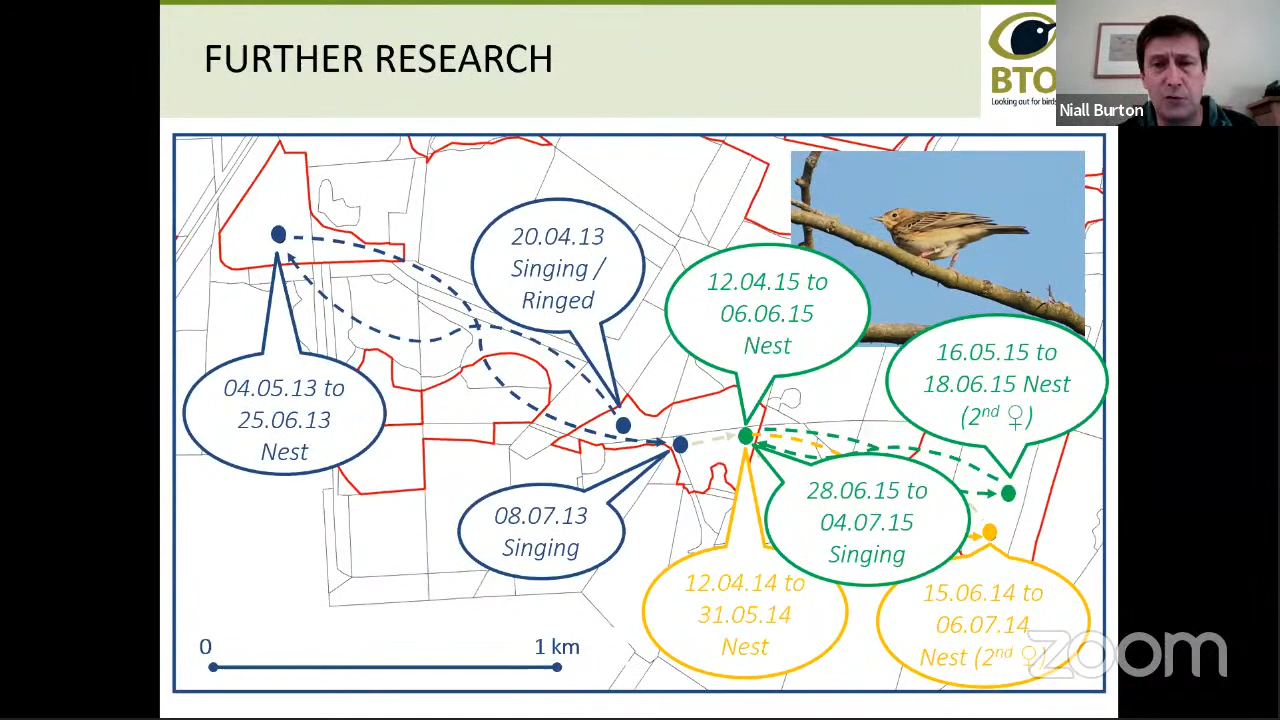 FURTHER RESEARCH
BTO
Looking out for birds
Niall Burton
20.04.13
Singing /
Ringed
12.04.15 to
06.06.15
Nest
16.05.15 to
18.06.15 Nest
(2nd ♀)
04.05.13 to
25.06.13
Nest
28.06.15 to
04.07.15
Singing
08.07.13
Singing
12.04.14 to
31.05.14
Nest
15.06.14 to
06.07.14
Nest (2nd ♀)
0
1 km
zoom